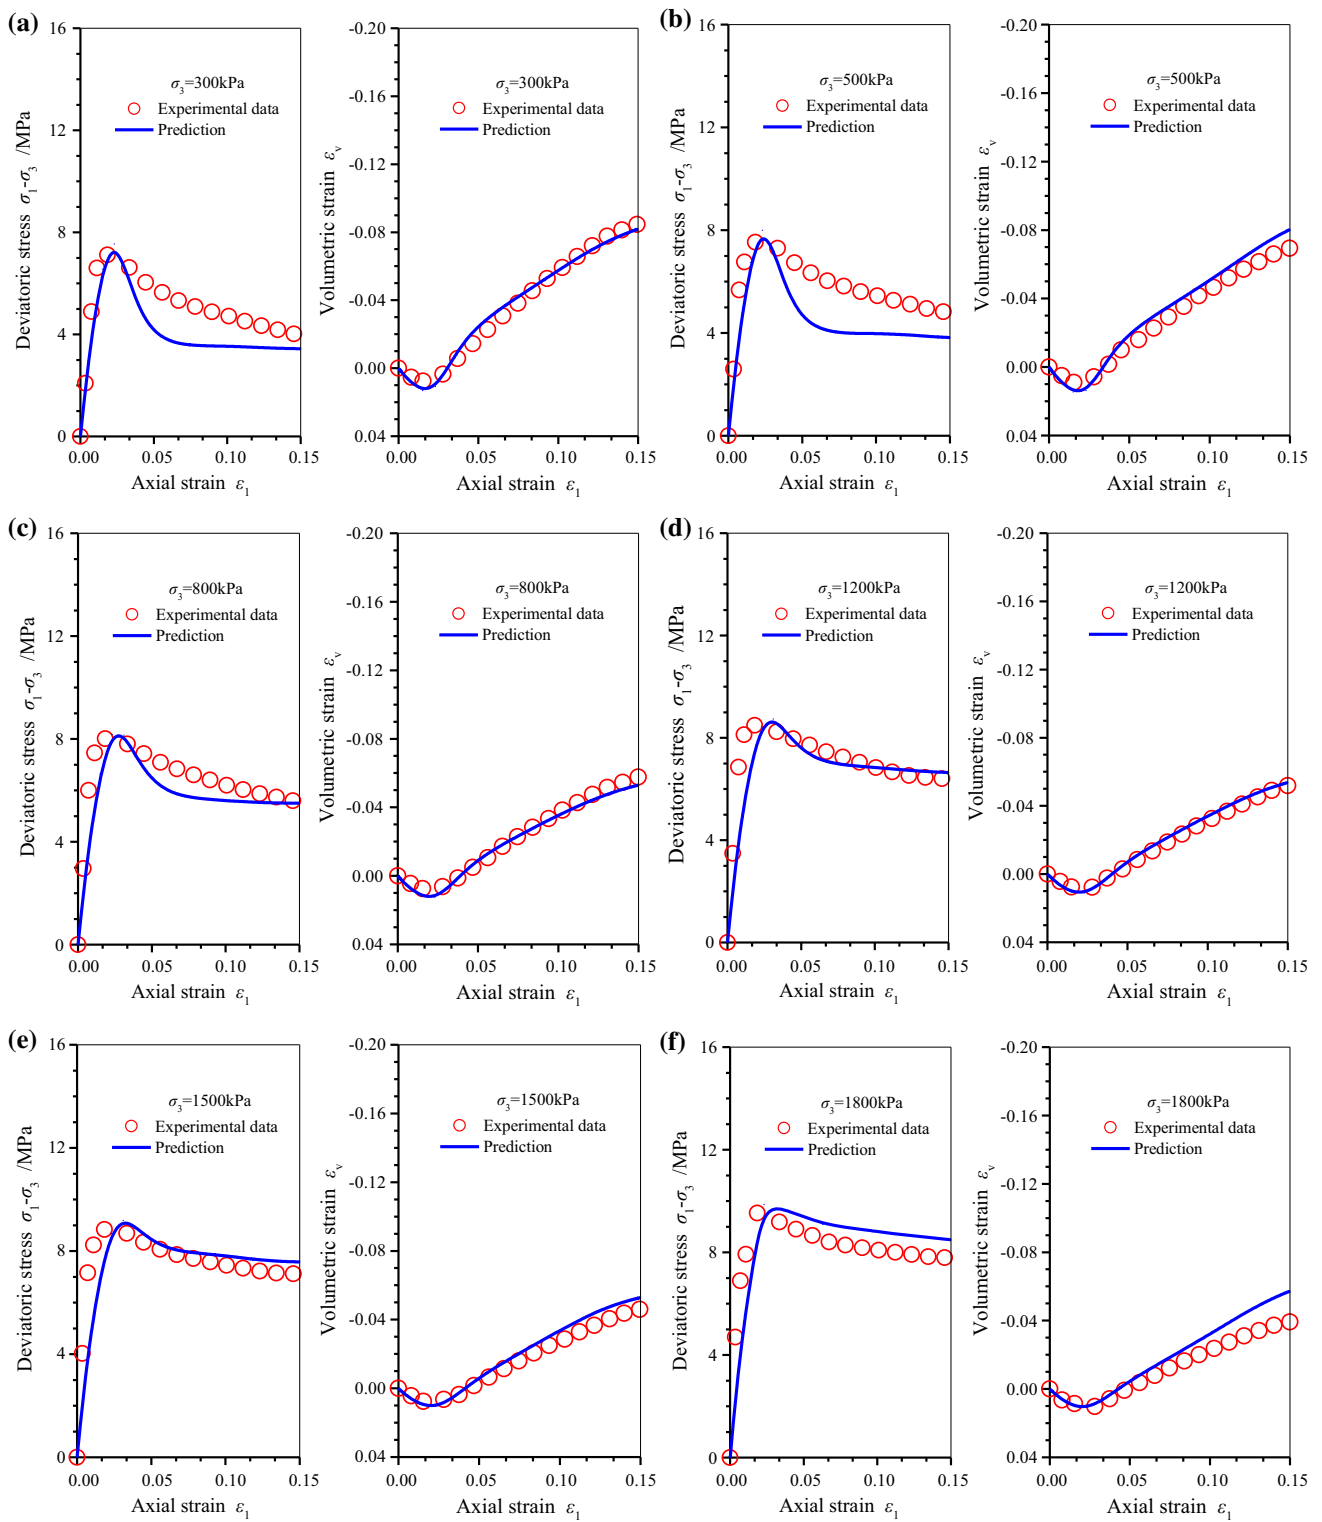 (a)
16
12
8
4
0
Deviatoric stress σ1-σ3 /MPa
σ3=300kPa
Experimental data
Prediction
0.00 0.05 0.10 0.15
Axial strain ε1
-0.20
-0.16
-0.12
-0.08
-0.04
0.00
0.04
Volumetric strain εv
σ3=300kPa
Experimental data
Prediction
0.00 0.05 0.10 0.15
Axial strain ε1
(b)
16
12
8
4
0
Deviatoric stress σ1-σ3 /MPa
σ3=500kPa
Experimental data
Prediction
0.00 0.05 0.10 0.15
Axial strain ε1
-0.20
-0.16
-0.12
-0.08
-0.04
0.00
0.04
Volumetric strain εv
σ3=500kPa
Experimental data
Prediction
0.00 0.05 0.10 0.15
Axial strain ε1
(c)
16
12
8
4
0
Deviatoric stress σ1-σ3 /MPa
σ3=800kPa
Experimental data
Prediction
0.00 0.05 0.10 0.15
Axial strain ε1
-0.20
-0.16
-0.12
-0.08
-0.04
0.00
0.04
Volumetric strain εv
σ3=800kPa
Experimental data
Prediction
0.00 0.05 0.10 0.15
Axial strain ε1
(d)
16
12
8
4
0
Deviatoric stress σ1-σ3 /MPa
σ3=1200kPa
Experimental data
Prediction
0.00 0.05 0.10 0.15
Axial strain ε1
-0.20
-0.16
-0.12
-0.08
-0.04
0.00
0.04
Volumetric strain εv
σ3=1200kPa
Experimental data
Prediction
0.00 0.05 0.10 0.15
Axial strain ε1
(e)
16
12
8
4
0
Deviatoric stress σ1-σ3 /MPa
σ3=1500kPa
Experimental data
Prediction
0.00 0.05 0.10 0.15
Axial strain ε1
-0.20
-0.16
-0.12
-0.08
-0.04
0.00
0.04
Volumetric strain εv
σ3=1500kPa
Experimental data
Prediction
0.00 0.05 0.10 0.15
Axial strain ε1
(f)
16
12
8
4
0
Deviatoric stress σ1-σ3 /MPa
σ3=1800kPa
Experimental data
Prediction
0.00 0.05 0.10 0.15
Axial strain ε1
-0.20
-0.16
-0.12
-0.08
-0.04
0.00
0.04
Volumetric strain εv
σ3=1800kPa
Experimental data
Prediction
0.00 0.05 0.10 0.15
Axial strain ε1